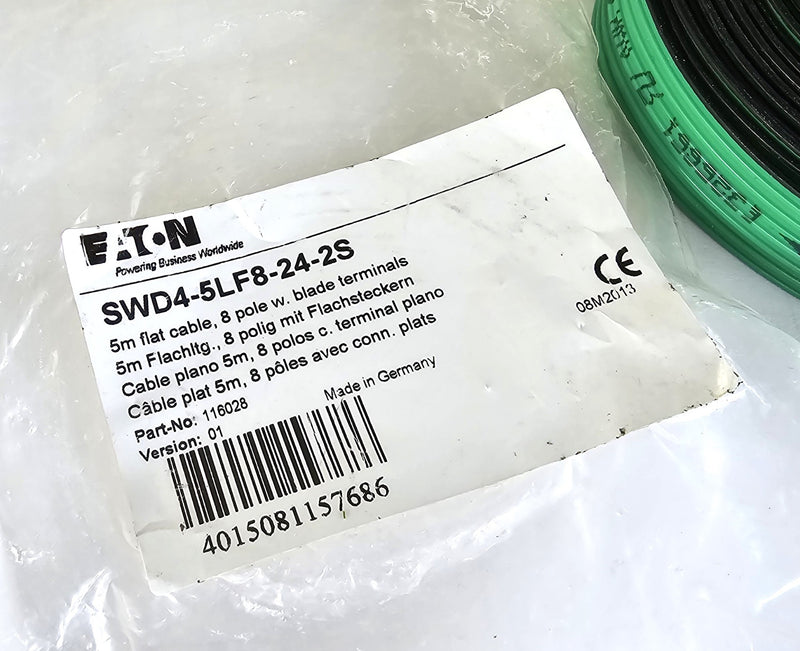 EATON
Powering Business Worldwide
SWD4-5LF8-24-2S
5m flat cable, 8 pole w. blade terminals
5m Flachltg., 8 polig mit Flachsteckern
Cable plano 5m, 8 polos c. terminal plano
Câble plat 5m, 8 pôles avec conn. plats
Part-No: 116028
Made in Germany
Version: 01
4015081157686
CE
08M2013